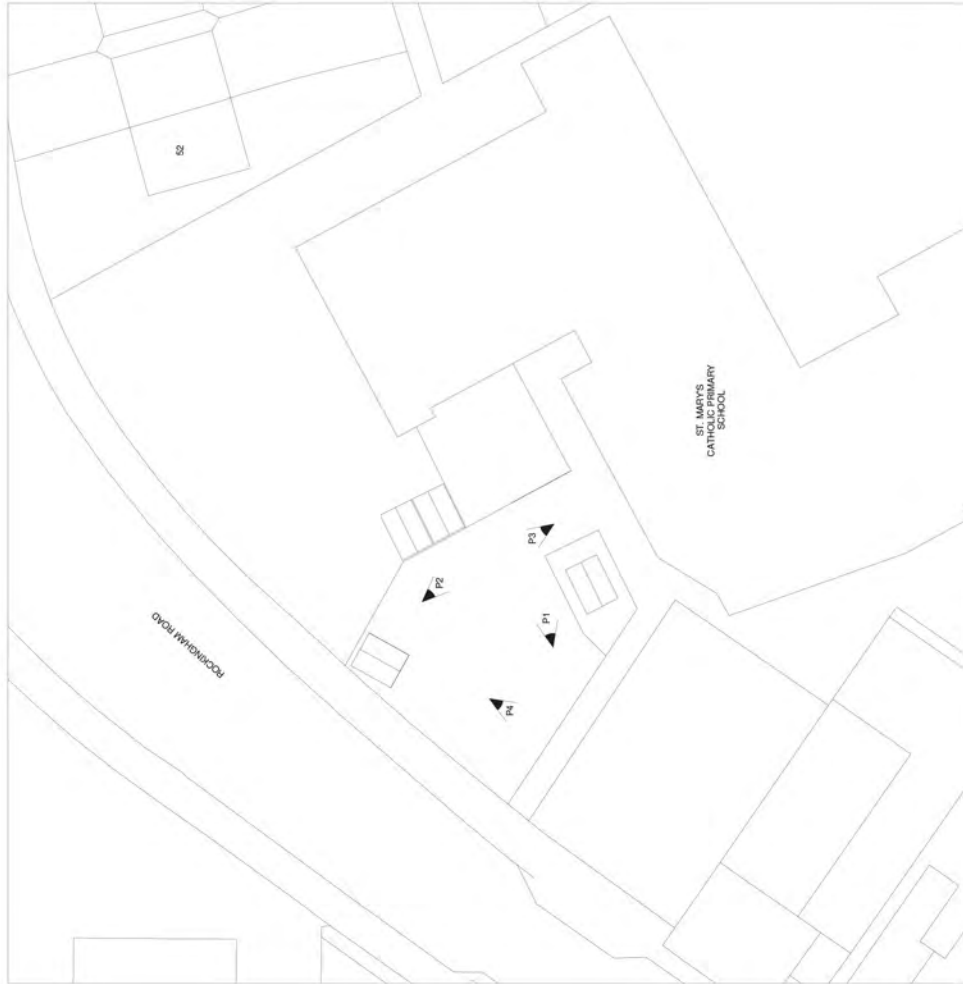 52
ROCKINGHAM ROAD
ST. MARY'S
CATHOLIC PRIMARY
SCHOOL
P2
P3
P1
P4